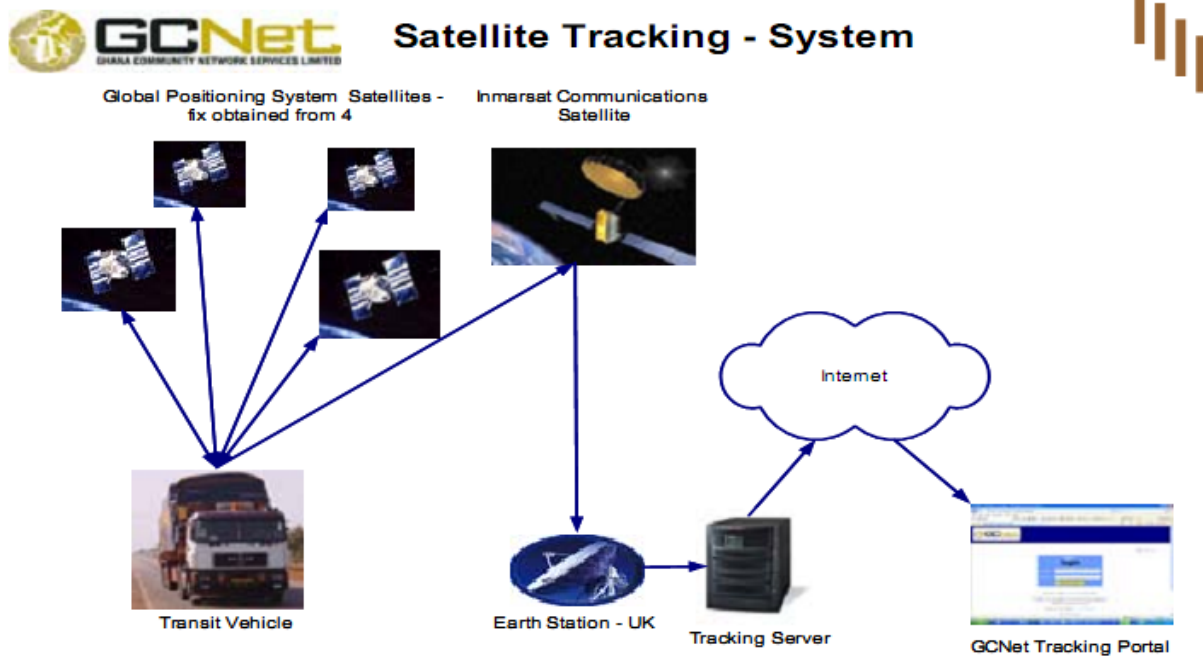 GCNet
GHANA COMMUNITY NETWORK SERVICES LIMITED
Satellite Tracking - System
Global Positioning System Satellites -
fix obtained from 4
Inmarsat Communications
Satellite
Internet
Transit Vehicle
Earth Station - UK
Tracking Server
GCNet Tracking Portal